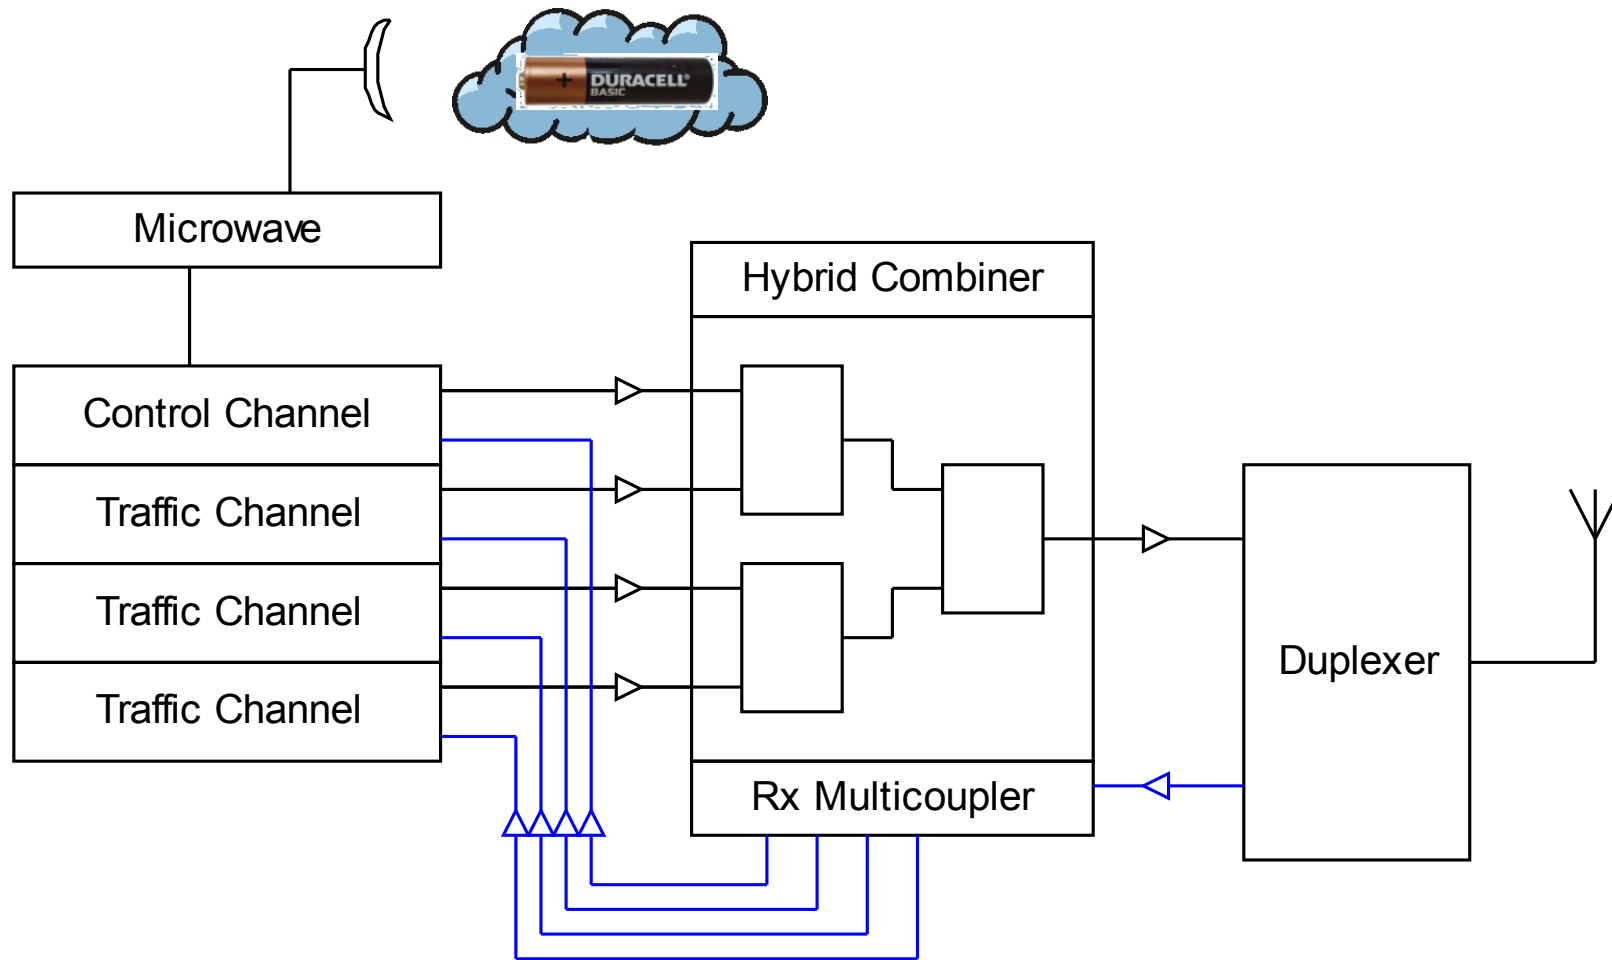 + DURACELL®
BASIC
Microwave
Hybrid Combiner
Control Channel
Traffic Channel
Traffic Channel
Traffic Channel
Duplexer
Rx Multicoupler